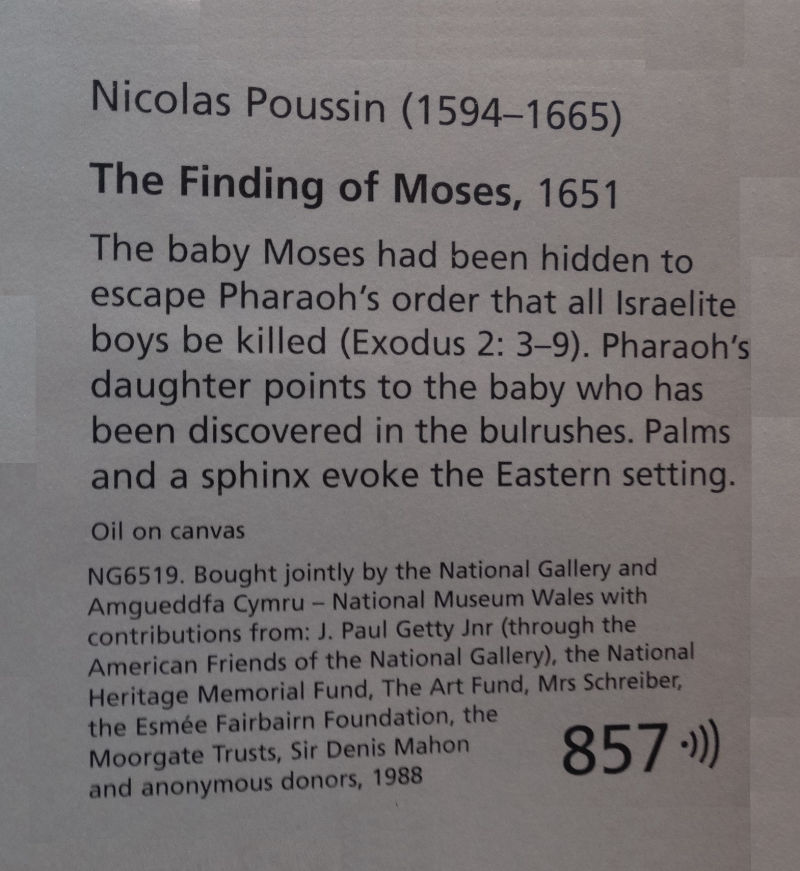 Nicolas Poussin (1594–1665)
The Finding of Moses, 1651
The baby Moses had been hidden to
escape Pharaoh's order that all Israelite
boys be killed (Exodus 2: 3–9). Pharaoh's
daughter points to the baby who has
been discovered in the bulrushes. Palms
and a sphinx evoke the Eastern setting.
Oil on canvas
NG6519. Bought jointly by the National Gallery and
Amgueddfa Cymru – National Museum Wales with
contributions from: J. Paul Getty Jnr (through the
American Friends of the National Gallery), the National
Heritage Memorial Fund, The Art Fund, Mrs Schreiber,
the Esmée Fairbairn Foundation, the
Moorgate Trusts, Sir Denis Mahon
and anonymous donors, 1988
857